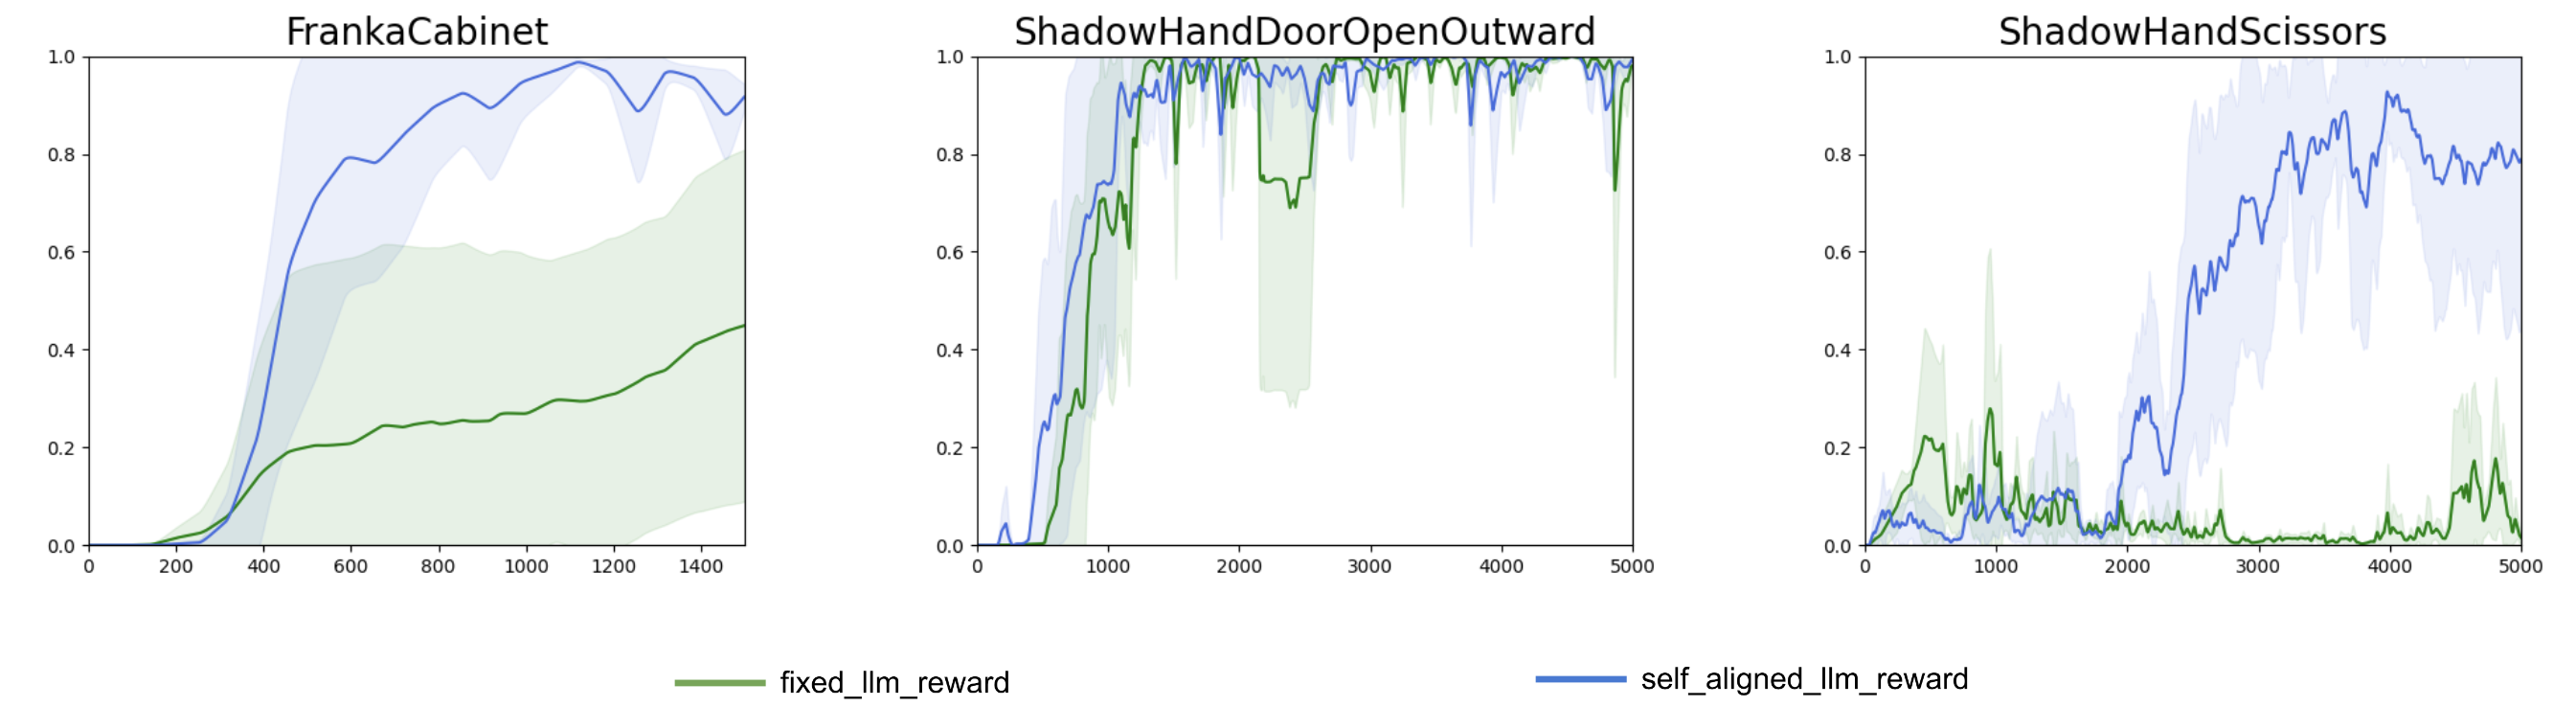 FrankaCabinet
ShadowHandDoorOpenOutward
ShadowHandScissors
1.0
0.8
0.6
0.4
0.2
0.0
0 200 400 600 800 1000 1200 1400
1.0
0.8
0.6
0.4
0.2
0.0
0 1000 2000 3000 4000 5000
1.0
0.8
0.6
0.4
0.2
0.0
0 1000 2000 3000 4000 5000
fixed_llm_reward
self_aligned_llm_reward